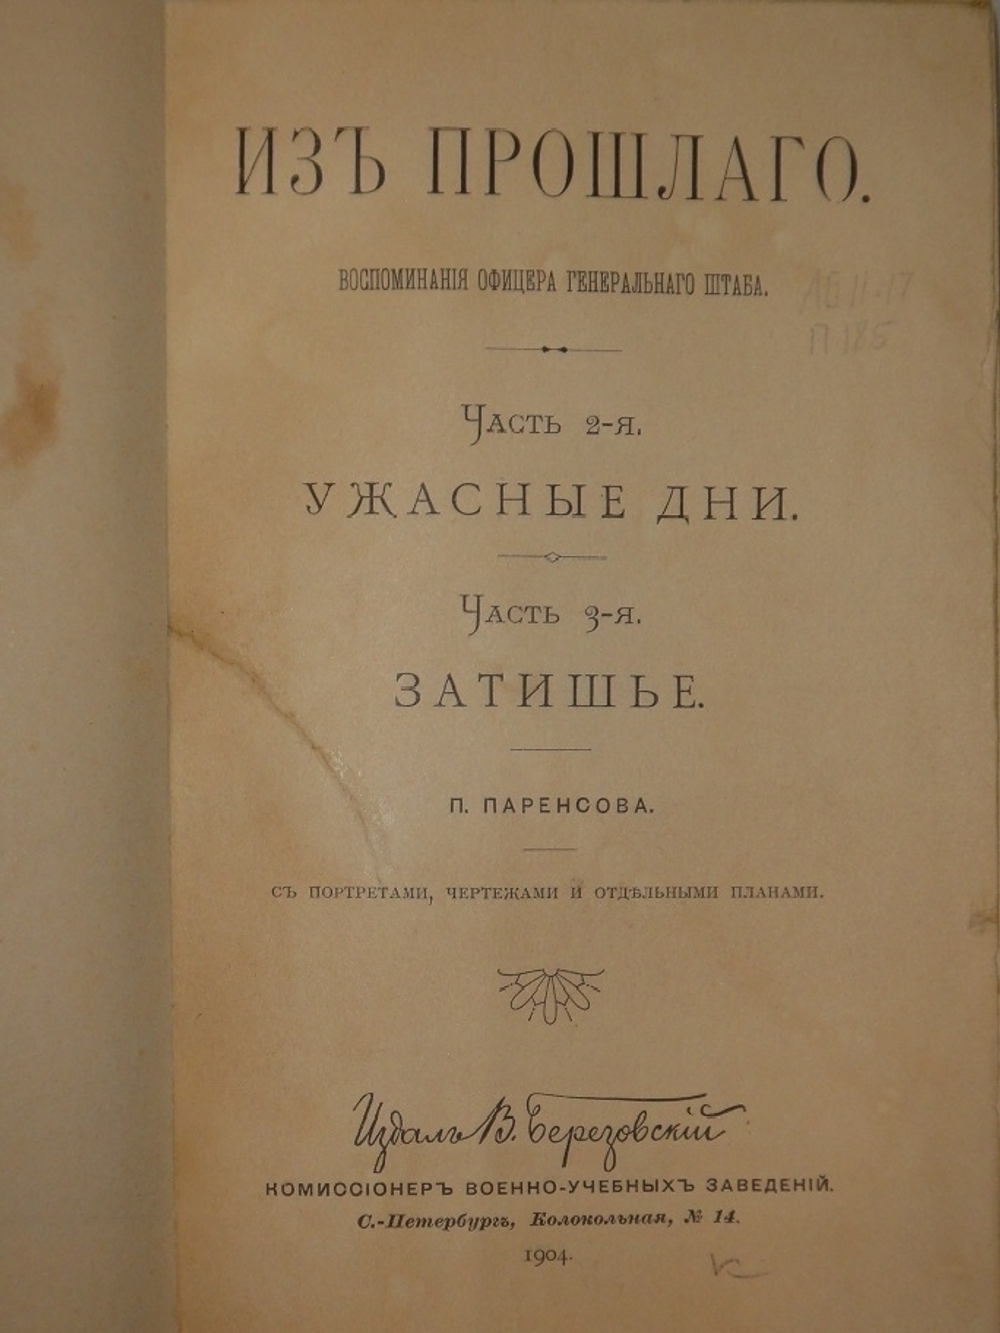 ИЗЪ ПРОШЛАГО.
ВОСПОМИНАНІЯ ОФИЦЕРА ГЕНЕРАЛЬНАГО ШТАБА.
Часть 2-я.
УЖАСНЫЕ ДНИ.
Часть 3-я.
ЗАТИШЬЕ.
П. ПАРЕНСОВА.
СЪ ПОРТРЕТАМИ, ЧЕРТЕЖАМИ И ОТДѢЛЬНЫМИ ПЛАНАМИ.
Издалъ В. Березовскій
КОМИССІОНЕРЪ ВОЕННО-УЧЕБНЫХЪ ЗАВЕДЕНІЙ.
С.-Петербургъ, Колокольная, № 14.
1904.